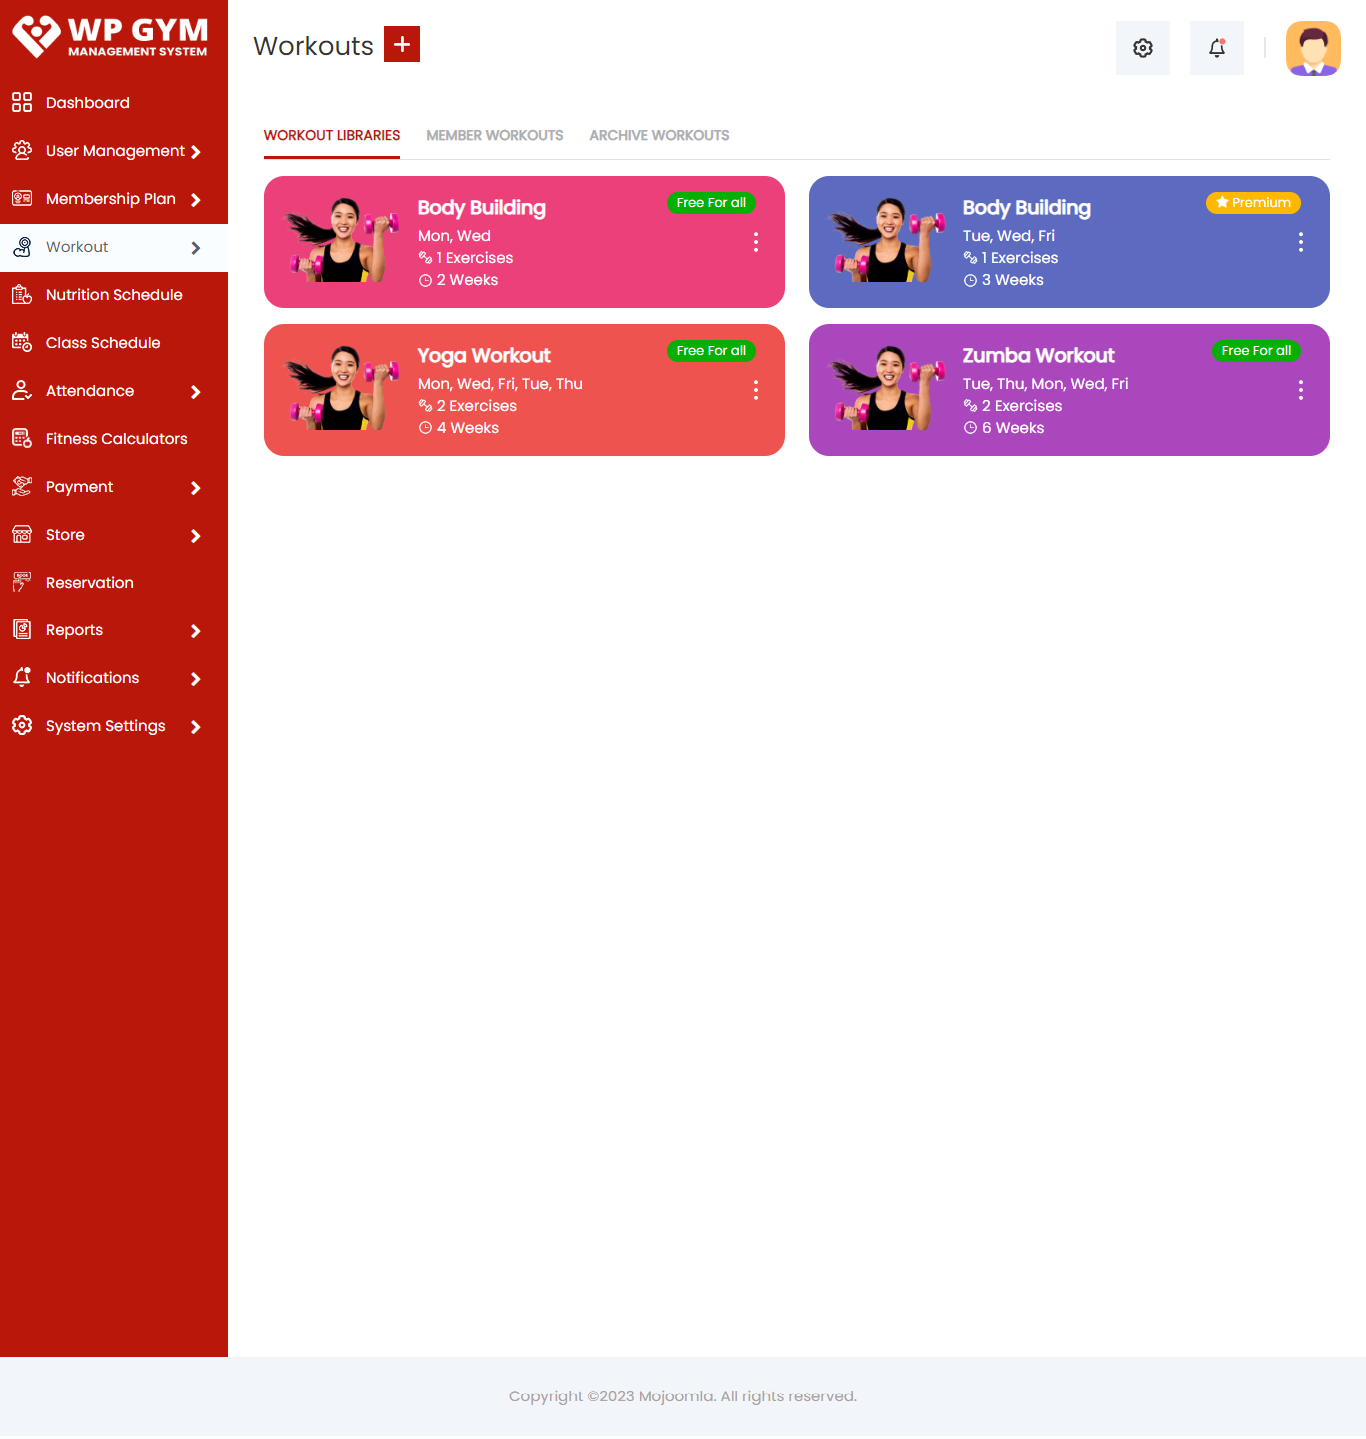 WP GYM
MANAGEMENT SYSTEM
Dashboard
User Management
Membership Plan
Workout
Nutrition Schedule
Class Schedule
Attendance
Fitness Calculators
Payment
Store
Reservation
Reports
Notifications
System Settings
Workouts
WORKOUT LIBRARIES MEMBER WORKOUTS ARCHIVE WORKOUTS
Body Building
Free For all
Mon, Wed
1 Exercises
2 Weeks
Body Building
Premium
Tue, Wed, Fri
1 Exercises
3 Weeks
Yoga Workout
Free For all
Mon, Wed, Fri, Tue, Thu
2 Exercises
4 Weeks
Zumba Workout
Free For all
Tue, Thu, Mon, Wed, Fri
2 Exercises
6 Weeks
Copyright ©2023 Mojoomla. All rights reserved.